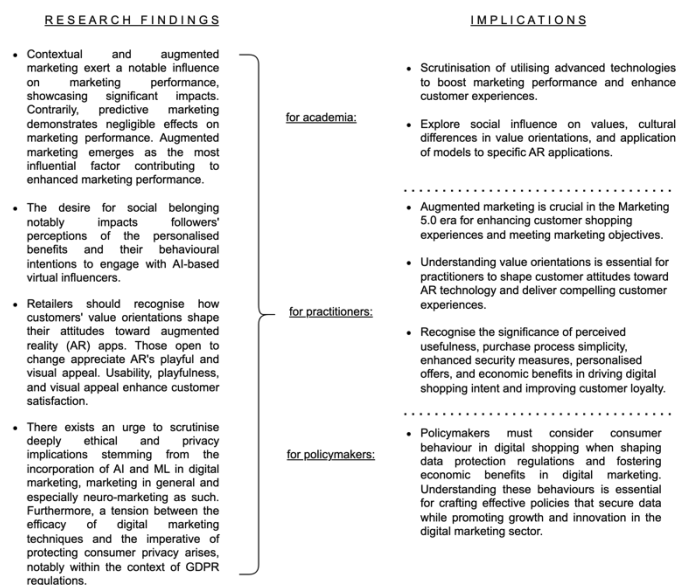 RESEARCH FINDINGS
• Contextual and augmented
marketing exert a notable influence
on marketing performance,
showcasing significant impacts.
Contrarily, predictive marketing
demonstrates negligible effects on
marketing performance. Augmented
marketing emerges as the most
influential factor contributing to
enhanced marketing performance.
• The desire for social belonging
notably impacts followers'
perceptions of the personalised
benefits and their behavioural
intentions to engage with AI-based
virtual influencers.
• Retailers should recognise how
customers' value orientations shape
their attitudes toward augmented
reality (AR) apps. Those open to
change appreciate AR's playful and
visual appeal. Usability, playfulness,
and visual appeal enhance customer
satisfaction.
• There exists an urge to scrutinise
deeply ethical and privacy
implications stemming from the
incorporation of AI and ML in digital
marketing, marketing in general and
especially neuro-marketing as such.
Furthermore, a tension between the
efficacy of digital marketing
techniques and the imperative of
protecting consumer privacy arises,
notably within the context of GDPR
regulations.
IMPLICATIONS
for academia:
• Scrutinisation of utilising advanced technologies
to boost marketing performance and enhance
customer experiences.
• Explore social influence on values, cultural
differences in value orientations, and application
of models to specific AR applications.
for practitioners:
• Augmented marketing is crucial in the Marketing
5.0 era for enhancing customer shopping
experiences and meeting marketing objectives.
• Understanding value orientations is essential for
practitioners to shape customer attitudes toward
AR technology and deliver compelling customer
experiences.
• Recognise the significance of perceived
usefulness, purchase process simplicity,
enhanced security measures, personalised
offers, and economic benefits in driving digital
shopping intent and improving customer loyalty.
for policymakers:
• Policymakers must consider consumer
behaviour in digital shopping when shaping
data protection regulations and fostering
economic benefits in digital marketing.
Understanding these behaviours is essential
for crafting effective policies that secure data
while promoting growth and innovation in the
digital marketing sector.